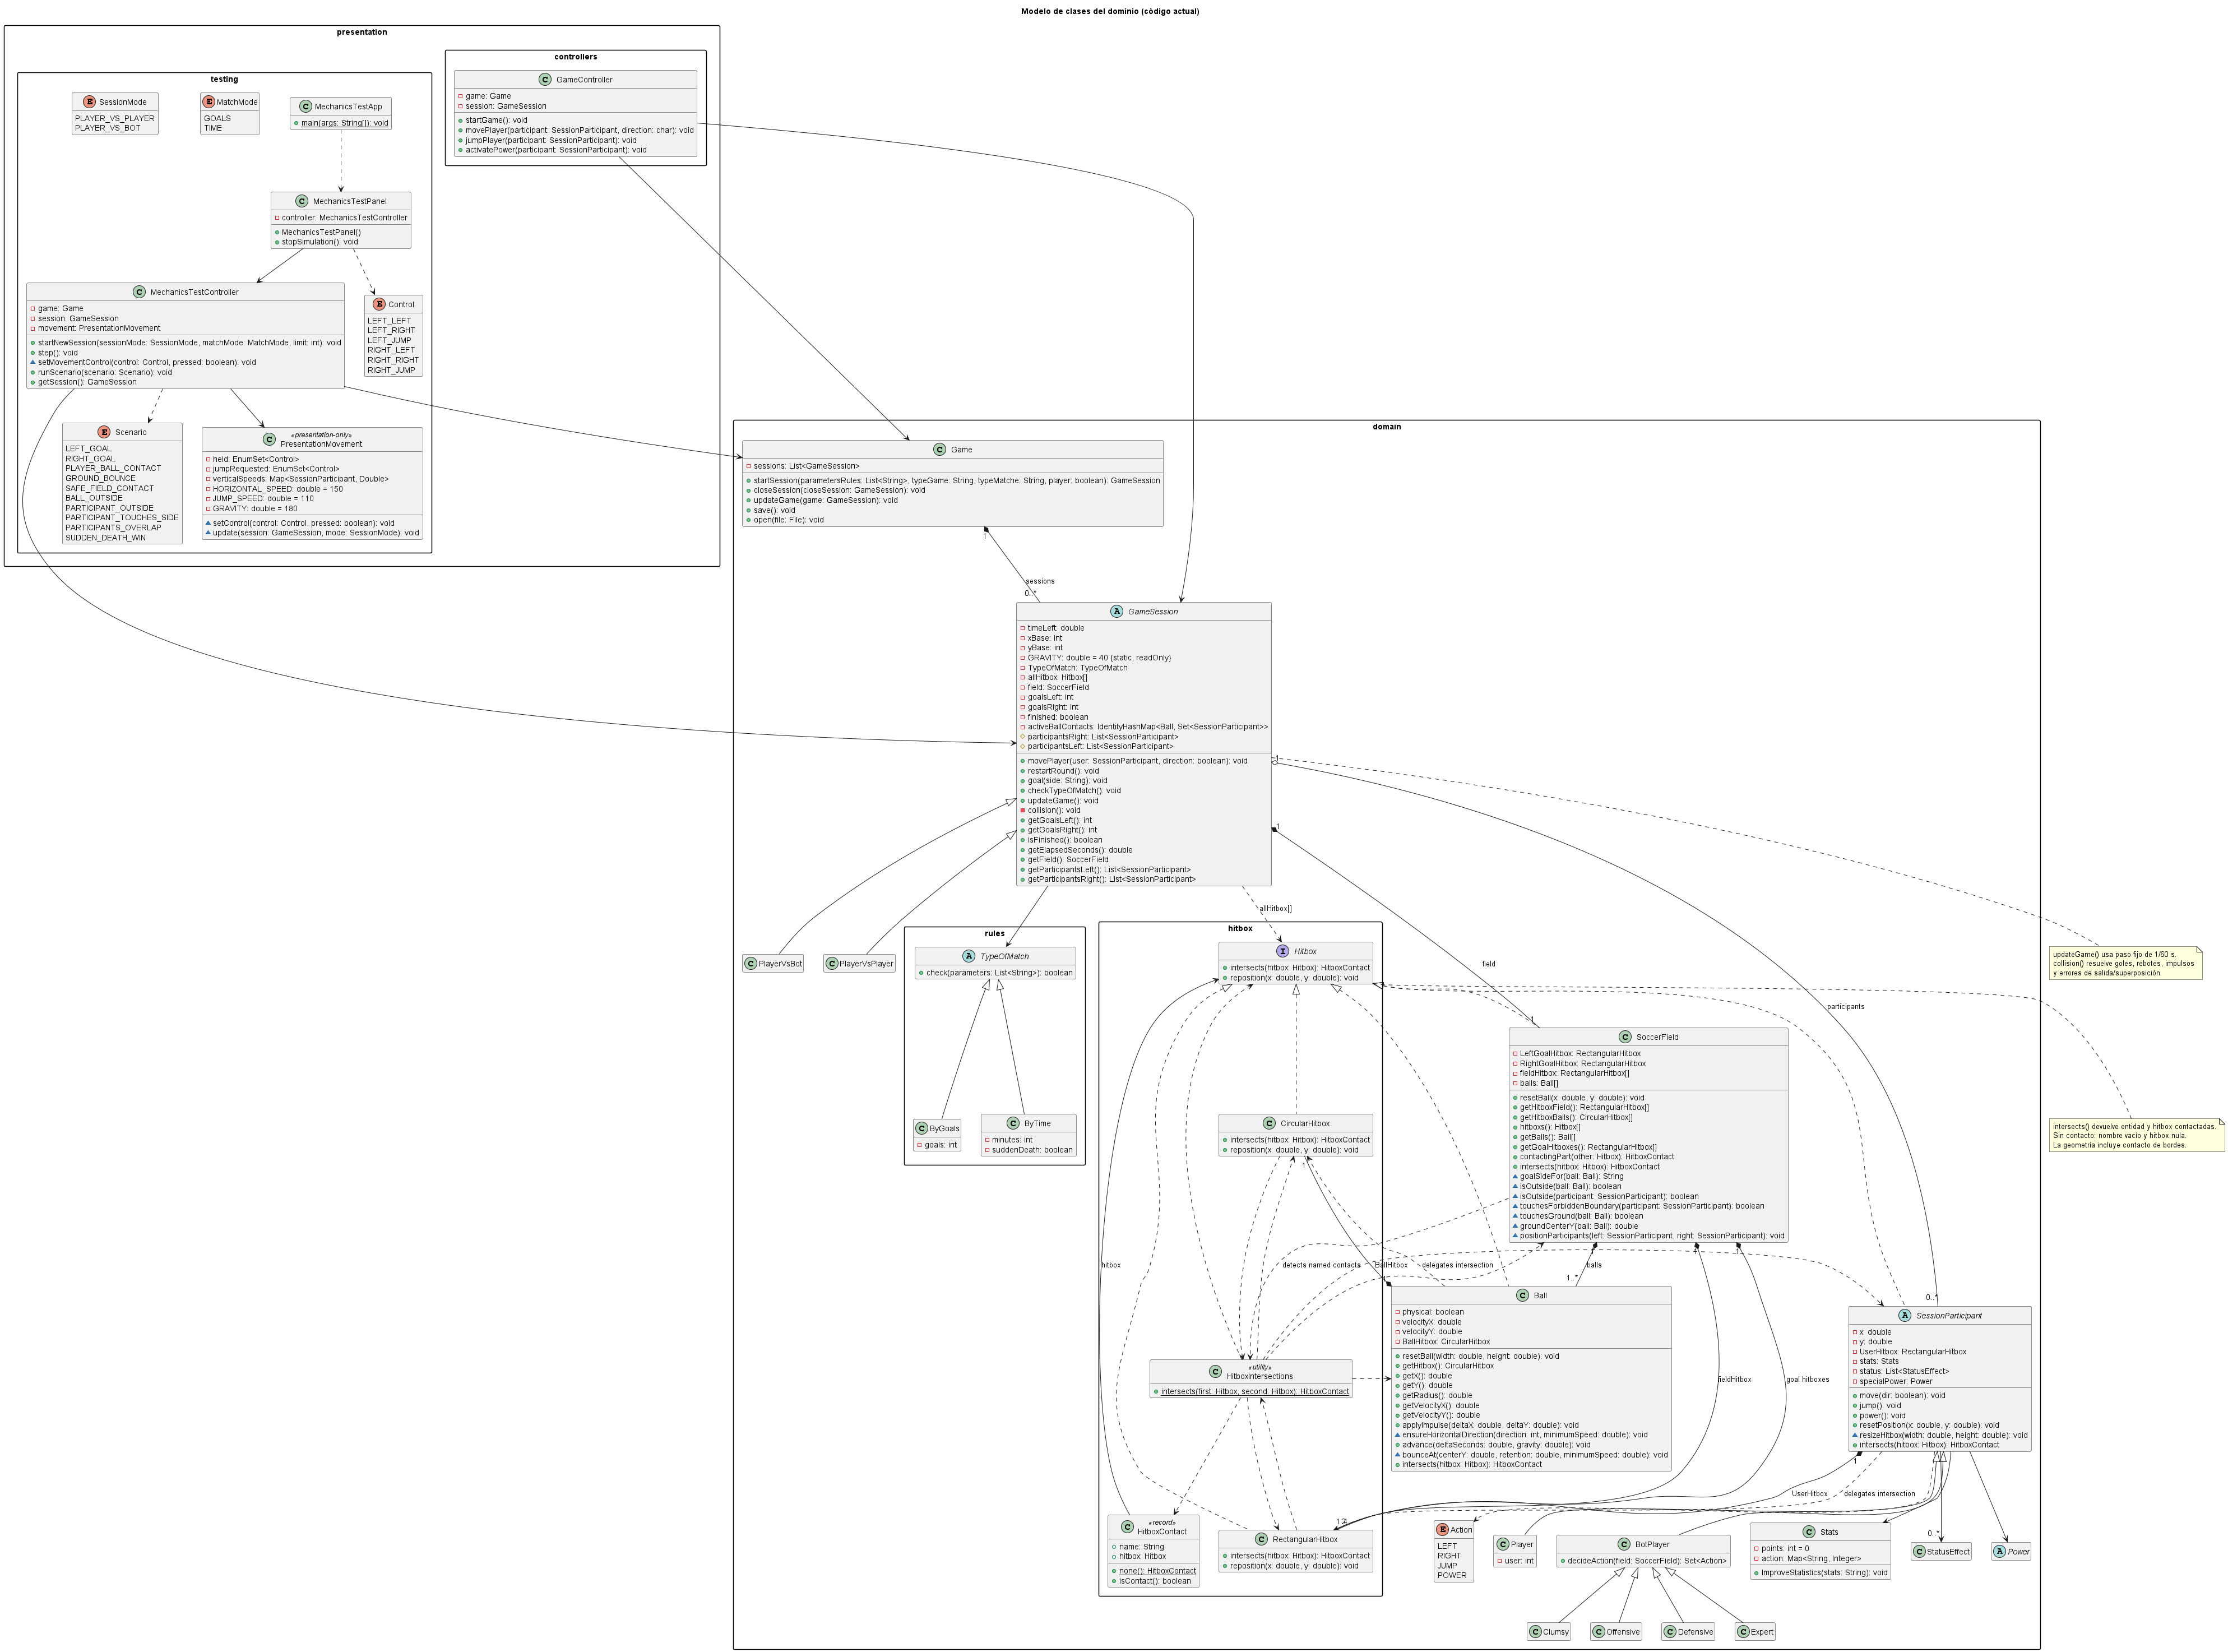 Modelo de clases del dominio (código actual)
presentation
controllers
C GameController
game: Game
session: GameSession
startGame(): void
movePlayer(participant: SessionParticipant, direction: char): void
jumpPlayer(participant: SessionParticipant): void
activatePower(participant: SessionParticipant): void
testing
E SessionMode
PLAYER_VS_PLAYER
PLAYER_VS_BOT
E MatchMode
GOALS
TIME
C MechanicsTestApp
main(args: String[]): void
C MechanicsTestPanel
controller: MechanicsTestController
MechanicsTestPanel()
stopSimulation(): void
C MechanicsTestController
game: Game
session: GameSession
movement: PresentationMovement
startNewSession(sessionMode: SessionMode, matchMode: MatchMode, limit: int): void
step(): void
setMovementControl(control: Control, pressed: boolean): void
runScenario(scenario: Scenario): void
getSession(): GameSession
E Control
LEFT_LEFT
LEFT_RIGHT
LEFT_JUMP
RIGHT_LEFT
RIGHT_RIGHT
RIGHT_JUMP
E Scenario
LEFT_GOAL
RIGHT_GOAL
PLAYER_BALL_CONTACT
GROUND_BOUNCE
SAFE_FIELD_CONTACT
BALL_OUTSIDE
PARTICIPANT_OUTSIDE
PARTICIPANT_TOUCHES_SIDE
PARTICIPANTS_OVERLAP
SUDDEN_DEATH_WIN
«presentation-only»
C PresentationMovement
held: EnumSet<Control>
jumpRequested: EnumSet<Control>
verticalSpeeds: Map<SessionParticipant, Double>
HORIZONTAL_SPEED: double = 150
JUMP_SPEED: double = 110
GRAVITY: double = 180
setControl(control: Control, pressed: boolean): void
update(session: GameSession, mode: SessionMode): void
domain
C Game
sessions: List<GameSession>
startSession(parametersRules: List<String>, typeGame: String, typeMatche: String, player: boolean): GameSession
closeSession(closeSession: GameSession): void
updateGame(game: GameSession): void
save(): void
open(file: File): void
1
sessions
0..*
A GameSession
timeLeft: double
xBase: int
yBase: int
GRAVITY: double = 40 {static, readOnly}
TypeOfMatch: TypeOfMatch
allHitbox: Hitbox[]
field: SoccerField
goalsLeft: int
goalsRight: int
finished: boolean
activeBallContacts: IdentityHashMap<Ball, Set<SessionParticipant>>
participantsRight: List<SessionParticipant>
participantsLeft: List<SessionParticipant>
movePlayer(user: SessionParticipant, direction: boolean): void
restartRound(): void
goal(side: String): void
checkTypeOfMatch(): void
updateGame(): void
collision(): void
getGoalsLeft(): int
getGoalsRight(): int
isFinished(): boolean
getElapsedSeconds(): double
getField(): SoccerField
getParticipantsLeft(): List<SessionParticipant>
getParticipantsRight(): List<SessionParticipant>
1
1
allHitbox[]
field
participants
updateGame() usa paso fijo de 1/60 s.
collision() resuelve goles, rebotes, impulsos
y errores de salida/superposición.
C PlayerVsBot
C PlayerVsPlayer
rules
A TypeOfMatch
check(parameters: List<String>): boolean
C ByGoals
goals: int
C ByTime
minutes: int
suddenDeath: boolean
hitbox
I Hitbox
intersects(hitbox: Hitbox): HitboxContact
reposition(x: double, y: double): void
C CircularHitbox
intersects(hitbox: Hitbox): HitboxContact
reposition(x: double, y: double): void
1
hitbox
«utility»
C HitboxIntersections
intersects(first: Hitbox, second: Hitbox): HitboxContact
«record»
C HitboxContact
name: String
hitbox: Hitbox
none(): HitboxContact
isContact(): boolean
C RectangularHitbox
intersects(hitbox: Hitbox): HitboxContact
reposition(x: double, y: double): void
1
C SoccerField
LeftGoalHitbox: RectangularHitbox
RightGoalHitbox: RectangularHitbox
fieldHitbox: RectangularHitbox[]
balls: Ball[]
resetBall(x: double, y: double): void
getHitboxField(): RectangularHitbox[]
getHitboxBalls(): CircularHitbox[]
hitboxs(): Hitbox[]
getBalls(): Ball[]
getGoalHitboxes(): RectangularHitbox[]
contactingPart(other: Hitbox): HitboxContact
intersects(hitbox: Hitbox): HitboxContact
goalSideFor(ball: Ball): String
isOutside(ball: Ball): boolean
isOutside(participant: SessionParticipant): boolean
touchesForbiddenBoundary(participant: SessionParticipant): boolean
touchesGround(ball: Ball): boolean
groundCenterY(ball: Ball): double
positionParticipants(left: SessionParticipant, right: SessionParticipant): void
intersects() devuelve entidad y hitbox contactadas.
Sin contacto: nombre vacío y hitbox nula.
La geometría incluye contacto de bordes.
detects named contacts
BallHitbox
delegates intersection
1..*
balls
C Ball
physical: boolean
velocityX: double
velocityY: double
BallHitbox: CircularHitbox
resetBall(width: double, height: double): void
getHitbox(): CircularHitbox
getX(): double
getY(): double
getRadius(): double
getVelocityX(): double
getVelocityY(): double
applyImpulse(deltaX: double, deltaY: double): void
ensureHorizontalDirection(direction: int, minimumSpeed: double): void
advance(deltaSeconds: double, gravity: double): void
bounceAt(centerY: double, retention: double, minimumSpeed: double): void
intersects(hitbox: Hitbox): HitboxContact
fieldHitbox
goal hitboxes
0..*
A SessionParticipant
x: double
y: double
UserHitbox: RectangularHitbox
stats: Stats
status: List<StatusEffect>
specialPower: Power
move(dir: boolean): void
jump(): void
power(): void
resetPosition(x: double, y: double): void
resizeHitbox(width: double, height: double): void
intersects(hitbox: Hitbox): HitboxContact
1
UserHitbox
delegates intersection
E Action
LEFT
RIGHT
JUMP
POWER
C Player
user: int
C BotPlayer
decideAction(field: SoccerField): Set<Action>
C Stats
points: int = 0
action: Map<String, Integer>
ImproveStatistics(stats: String): void
0..*
C StatusEffect
A Power
C Clumsy
C Offensive
C Defensive
C Expert